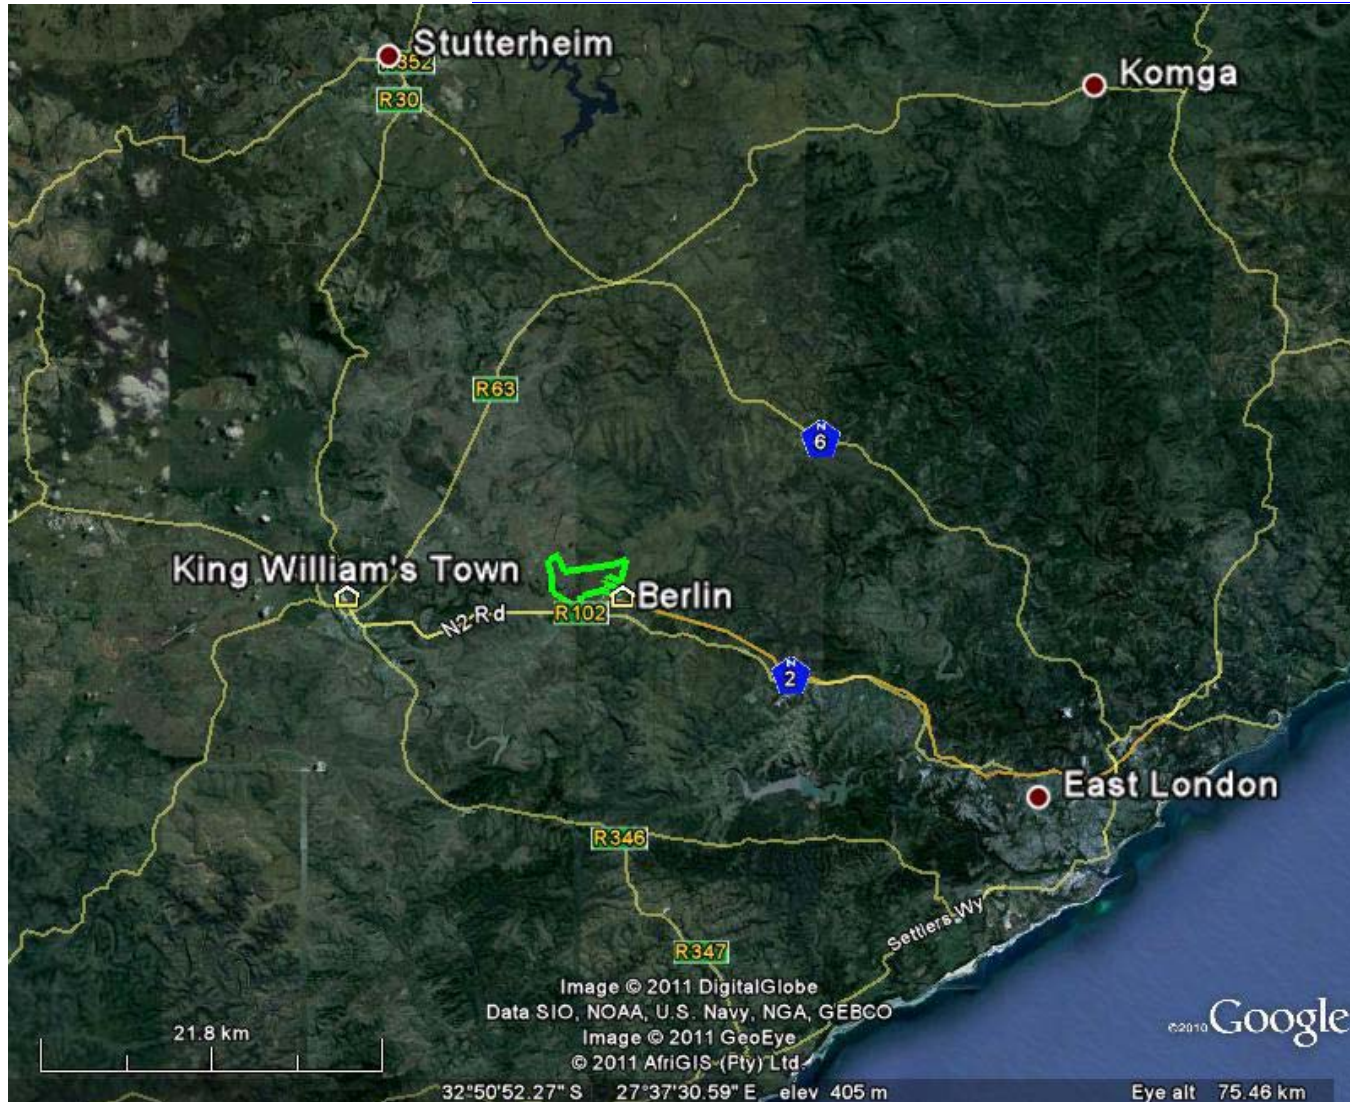 Stutterheim
R352
R30
Komga
R63
N
6
King William's Town
Berlin
R102
N2 Rd
N
2
East London
R346
Settlers Wy
R347
Image © 2011 DigitalGlobe
Data SIO, NOAA, U.S. Navy, NGA, GEBCO
Image © 2011 GeoEye
© 2011 AfriGIS (Pty) Ltd.
©2010 Google
21.8 km
32°50'52.27" S 27°37'30.59" E elev 405 m Eye alt 75.46 km